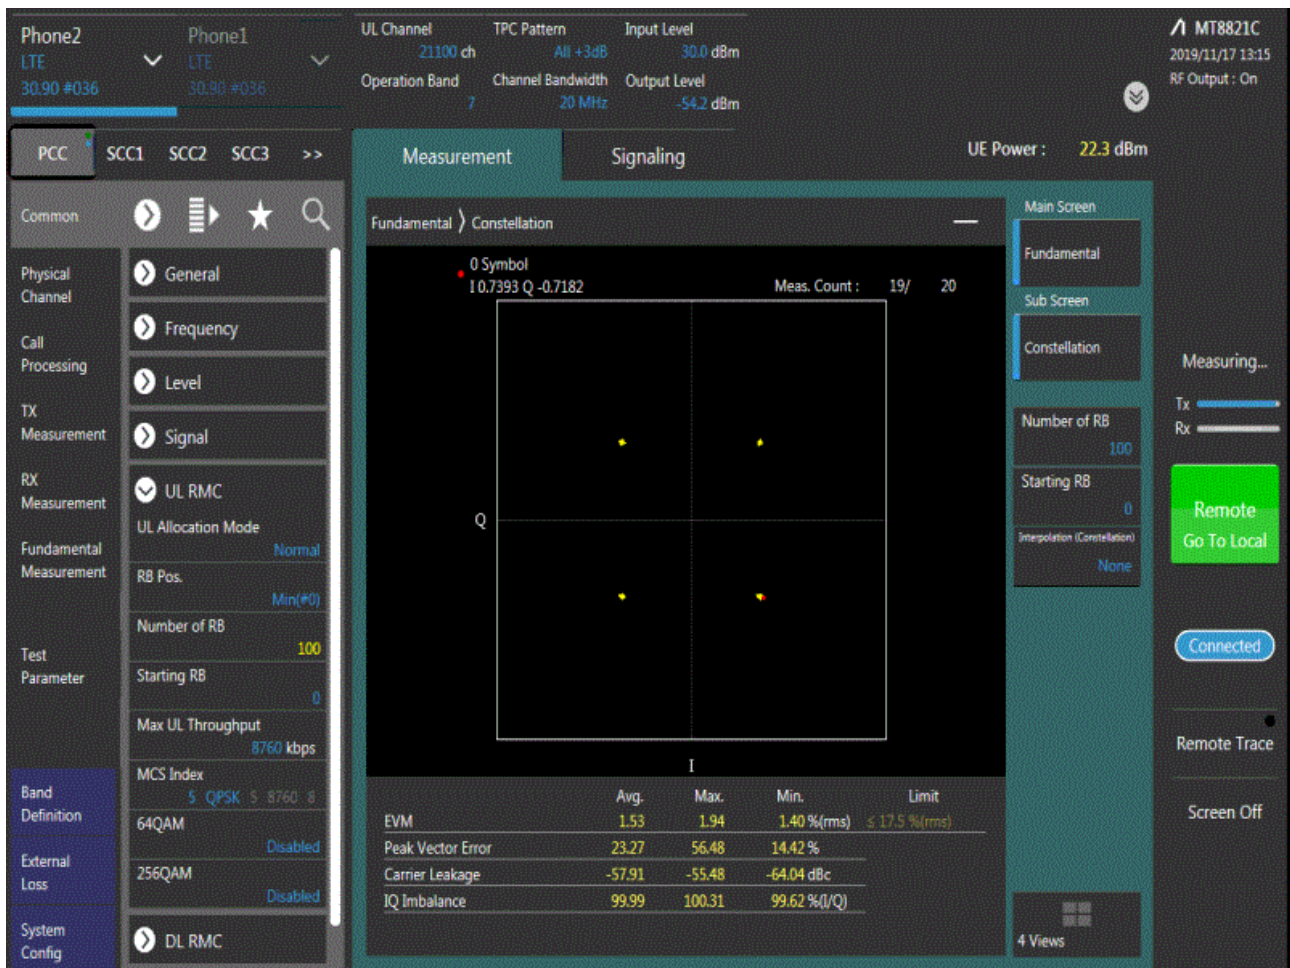 Phone2
LTE
30.90 #036
Phone1
LTE
30.90 #036
UL Channel
21100 ch
TPC Pattern
All +3dB
Input Level
30.0 dBm
Operation Band
7
Channel Bandwidth
20 MHz
Output Level
-54.2 dBm
MT8821C
2019/11/17 13:15
RF Output : On
PCC
SCC1
SCC2
SCC3
>>
Measurement
Signaling
UE Power : 22.3 dBm
Common
Physical
Channel
Call
Processing
TX
Measurement
RX
Measurement
Fundamental
Measurement
Test
Parameter
Band
Definition
External
Loss
System
Config
General
Frequency
Level
Signal
UL RMC
UL Allocation Mode
Normal
RB Pos.
Min(#0)
Number of RB
100
Starting RB
0
Max UL Throughput
8760 kbps
MCS Index
5 QPSK 5 8760 8
64QAM
Disabled
256QAM
Disabled
DL RMC
Fundamental 〉 Constellation
0 Symbol
I 0.7393 Q -0.7182
Meas. Count : 19/ 20
Q
I
Avg. Max. Min. Limit
EVM 1.53 1.94 1.40 %(rms) ≤ 17.5 %(rms)
Peak Vector Error 23.27 56.48 14.42 %
Carrier Leakage -57.91 -55.48 -64.04 dBc
IQ Imbalance 99.99 100.31 99.62 %(I/Q)
Main Screen
Fundamental
Sub Screen
Constellation
Number of RB
100
Starting RB
0
Interpolation (Constellation)
None
4 Views
Measuring...
Tx
Rx
Remote
Go To Local
Connected
Remote Trace
Screen Off